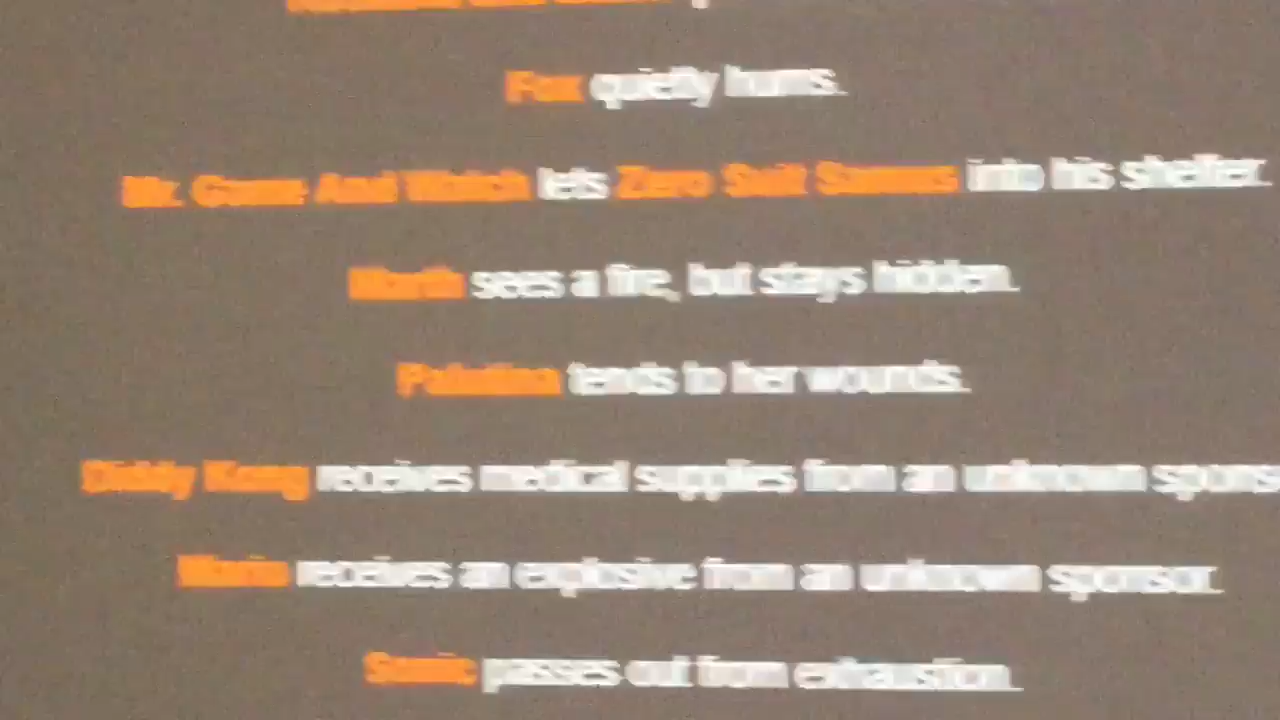 Fox quietly hums.
Mr. Game And Watch lets Zero Suit Samus into his shelter.
Marth sees a fire, but stays hidden.
Palutina tends to her wounds.
Diddy Kong receives medical supplies from an unknown spons
Mario receives an explosive from an unknown sponsor.
Sonic passes out from exhaustion.